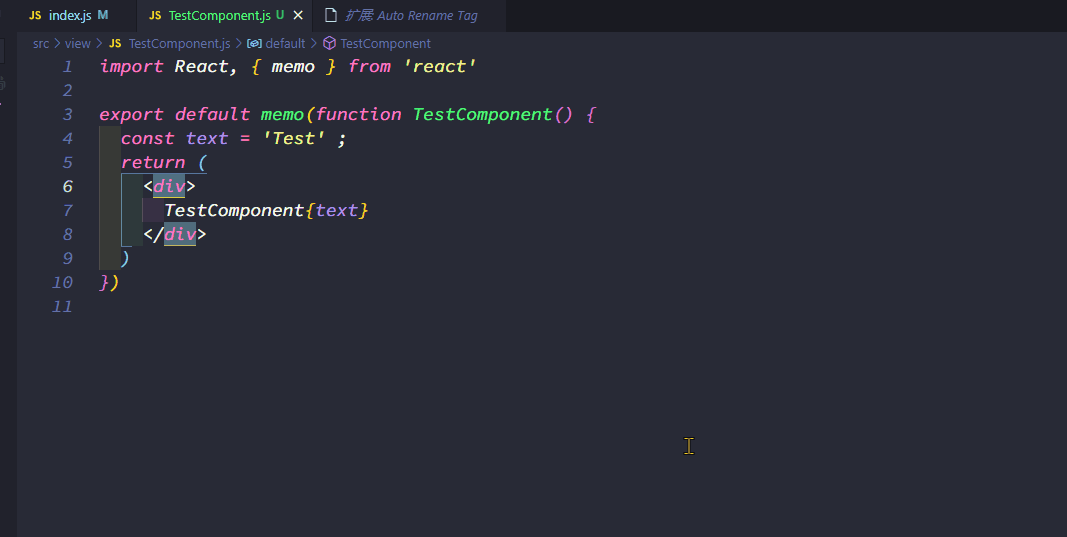 JS index.js M JS TestComponent.js U 扩展: Auto Rename Tag
src > view > JS TestComponent.js > default > TestComponent
1 import React, { memo } from 'react'
2
3 export default memo(function TestComponent() {
4 const text = 'Test' ;
5 return (
6 <div>
7 TestComponent{text}
8 </div>
9 )
10 })
11